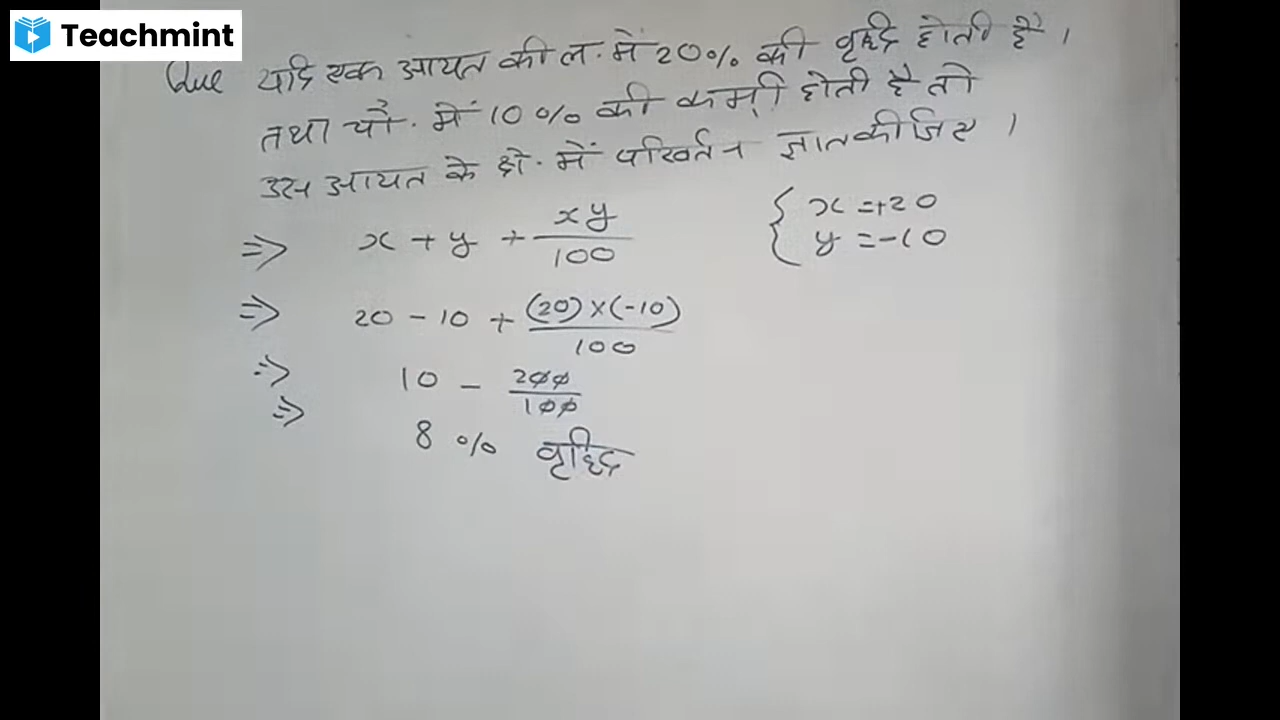 Teachmint
Que यदि एक आयत की ल. में 20% की वृद्धि होती है ।
तथा चौ. में 10% की कमी होती है तो
उस आयत के क्षे. में परिवर्तन ज्ञात कीजिए ।
⇒ x + y + xy/100 { x = +20
y = -10
⇒ 20 - 10 + (20)×(-10)/100
⇒ 10 - 200/100
⇒ 8 % वृद्धि